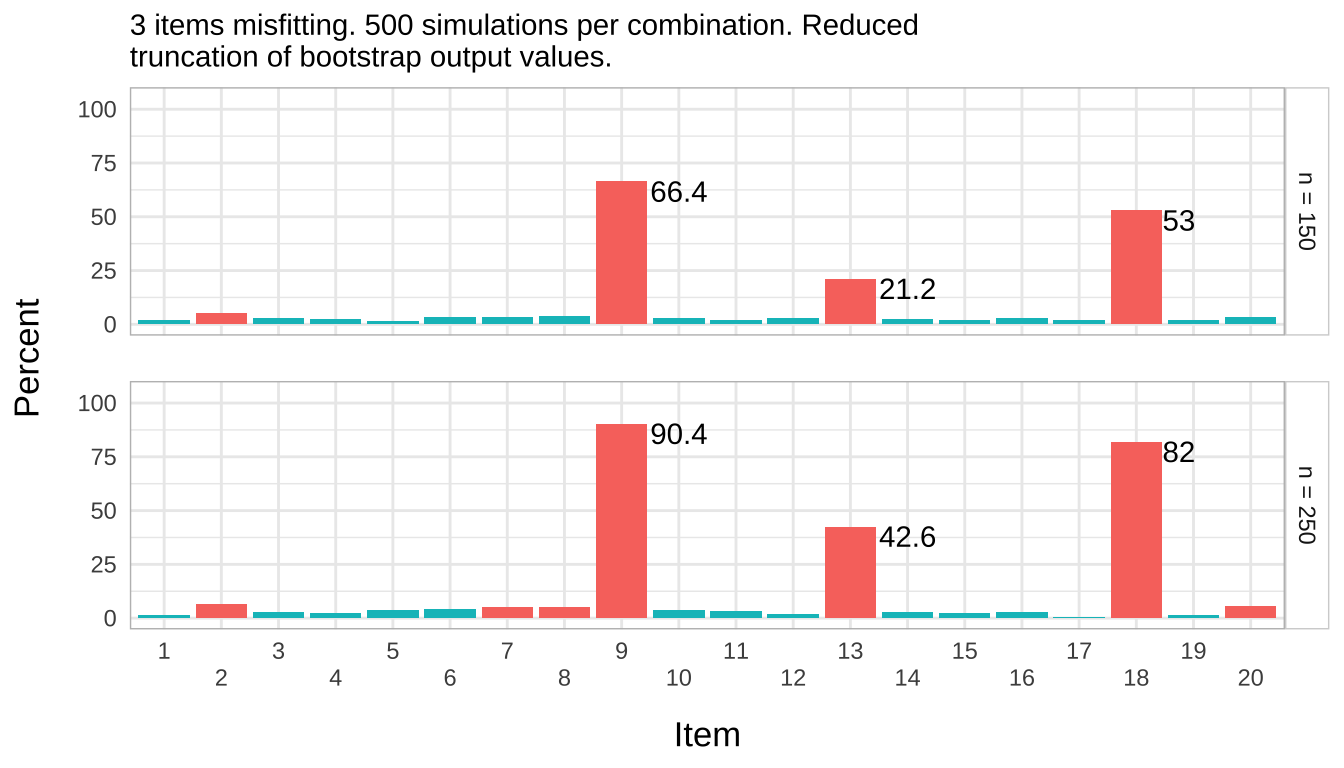 3 items misfitting. 500 simulations per combination. Reduced
truncation of bootstrap output values.
Percent
100
75
50
25
0
66.4
21.2
53
n = 150
100
75
50
25
0
90.4
42.6
82
n = 250
1 3 5 7 9 11 13 15 17 19
2 4 6 8 10 12 14 16 18 20
Item